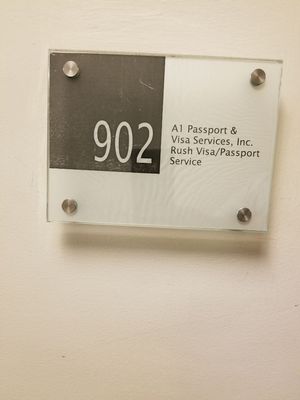 902
A1 Passport &
Visa Services, Inc.
Rush Visa/Passport
Service